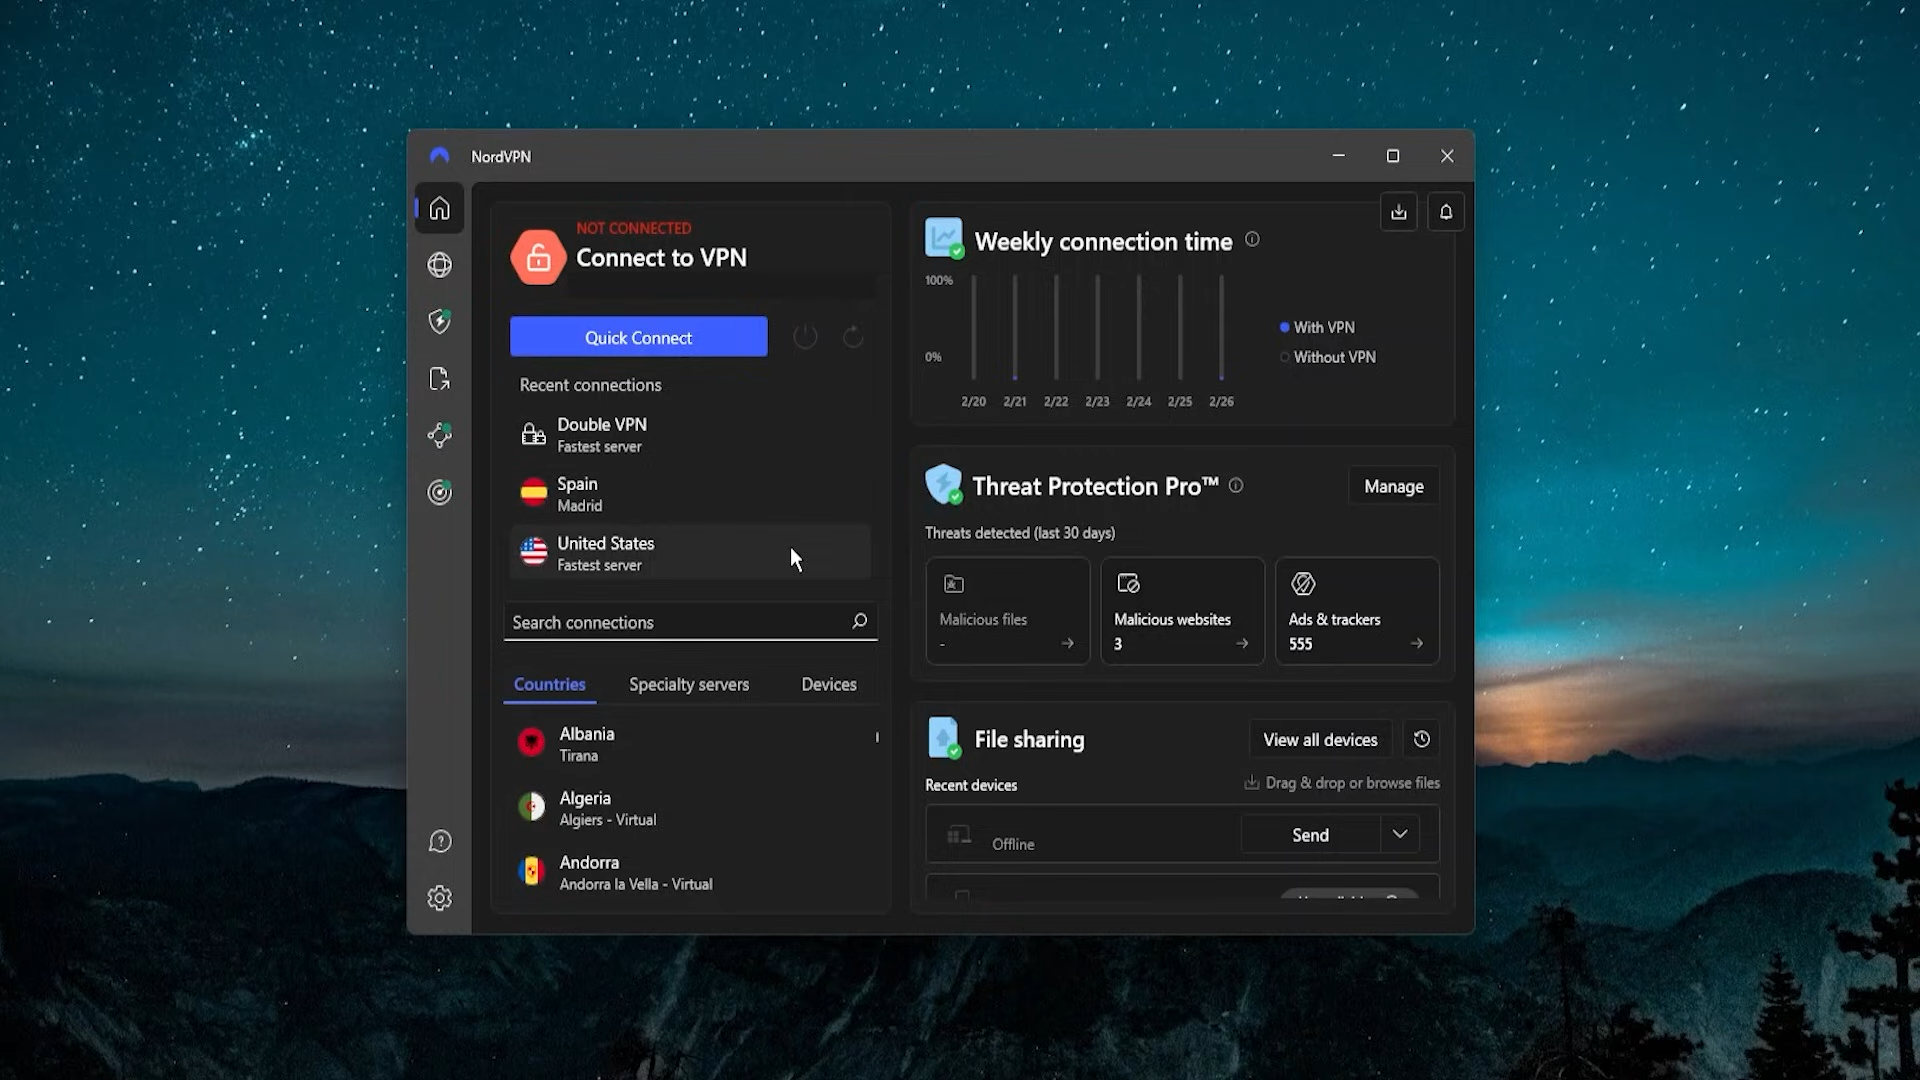 NordVPN
NOT CONNECTED
Connect to VPN
Quick Connect
Recent connections
Double VPN
Fastest server
Spain
Madrid
United States
Fastest server
Search connections
Countries
Specialty servers
Devices
Albania
Tirana
Algeria
Algiers - Virtual
Andorra
Andorra la Vella - Virtual
Weekly connection time
100%
0%
2/20
2/21
2/22
2/23
2/24
2/25
2/26
With VPN
Without VPN
Threat Protection Pro™
Manage
Threats detected (last 30 days)
Malicious files
-
Malicious websites
3
Ads & trackers
555
File sharing
View all devices
Recent devices
Drag & drop or browse files
Offline
Send